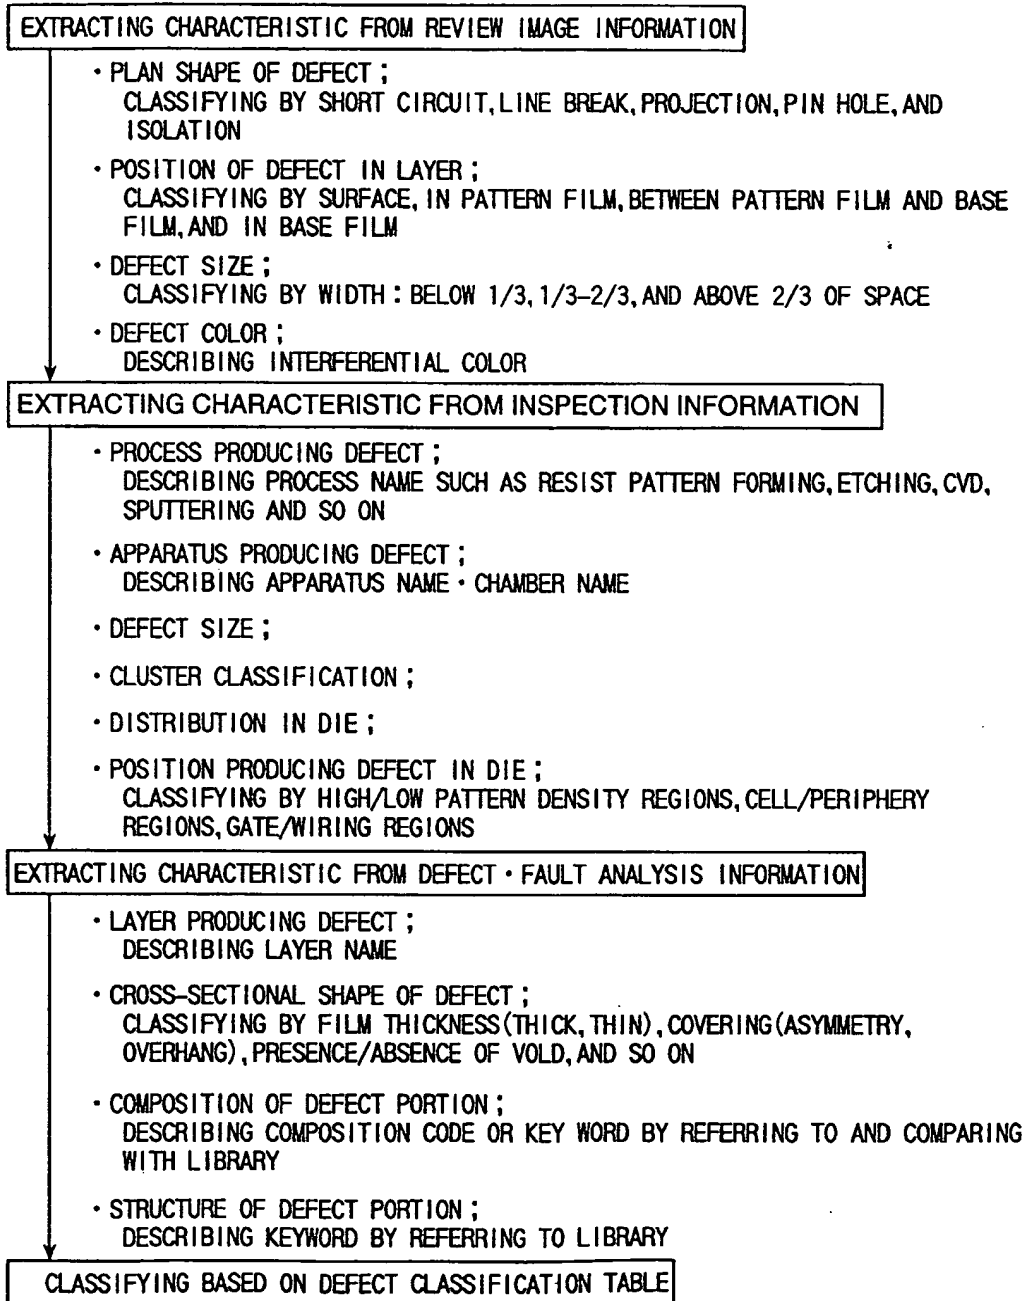 EXTRACTING CHARACTERISTIC FROM REVIEW IMAGE INFORMATION
・PLAN SHAPE OF DEFECT;
CLASSIFYING BY SHORT CIRCUIT, LINE BREAK, PROJECTION, PIN HOLE, AND
ISOLATION
・POSITION OF DEFECT IN LAYER;
CLASSIFYING BY SURFACE, IN PATTERN FILM, BETWEEN PATTERN FILM AND BASE
FILM, AND IN BASE FILM
・DEFECT SIZE;
CLASSIFYING BY WIDTH: BELOW 1/3, 1/3-2/3, AND ABOVE 2/3 OF SPACE
・DEFECT COLOR;
DESCRIBING INTERFERENTIAL COLOR
EXTRACTING CHARACTERISTIC FROM INSPECTION INFORMATION
・PROCESS PRODUCING DEFECT;
DESCRIBING PROCESS NAME SUCH AS RESIST PATTERN FORMING, ETCHING, CVD,
SPUTTERING AND SO ON
・APPARATUS PRODUCING DEFECT;
DESCRIBING APPARATUS NAME・CHAMBER NAME
・DEFECT SIZE;
・CLUSTER CLASSIFICATION;
・DISTRIBUTION IN DIE;
・POSITION PRODUCING DEFECT IN DIE;
CLASSIFYING BY HIGH/LOW PATTERN DENSITY REGIONS, CELL/PERIPHERY
REGIONS, GATE/WIRING REGIONS
EXTRACTING CHARACTERISTIC FROM DEFECT・FAULT ANALYSIS INFORMATION
・LAYER PRODUCING DEFECT;
DESCRIBING LAYER NAME
・CROSS-SECTIONAL SHAPE OF DEFECT;
CLASSIFYING BY FILM THICKNESS(THICK, THIN), COVERING(ASYMMETRY,
OVERHANG), PRESENCE/ABSENCE OF VOLD, AND SO ON
・COMPOSITION OF DEFECT PORTION;
DESCRIBING COMPOSITION CODE OR KEY WORD BY REFERRING TO AND COMPARING
WITH LIBRARY
・STRUCTURE OF DEFECT PORTION;
DESCRIBING KEYWORD BY REFERRING TO LIBRARY
CLASSIFYING BASED ON DEFECT CLASSIFICATION TABLE